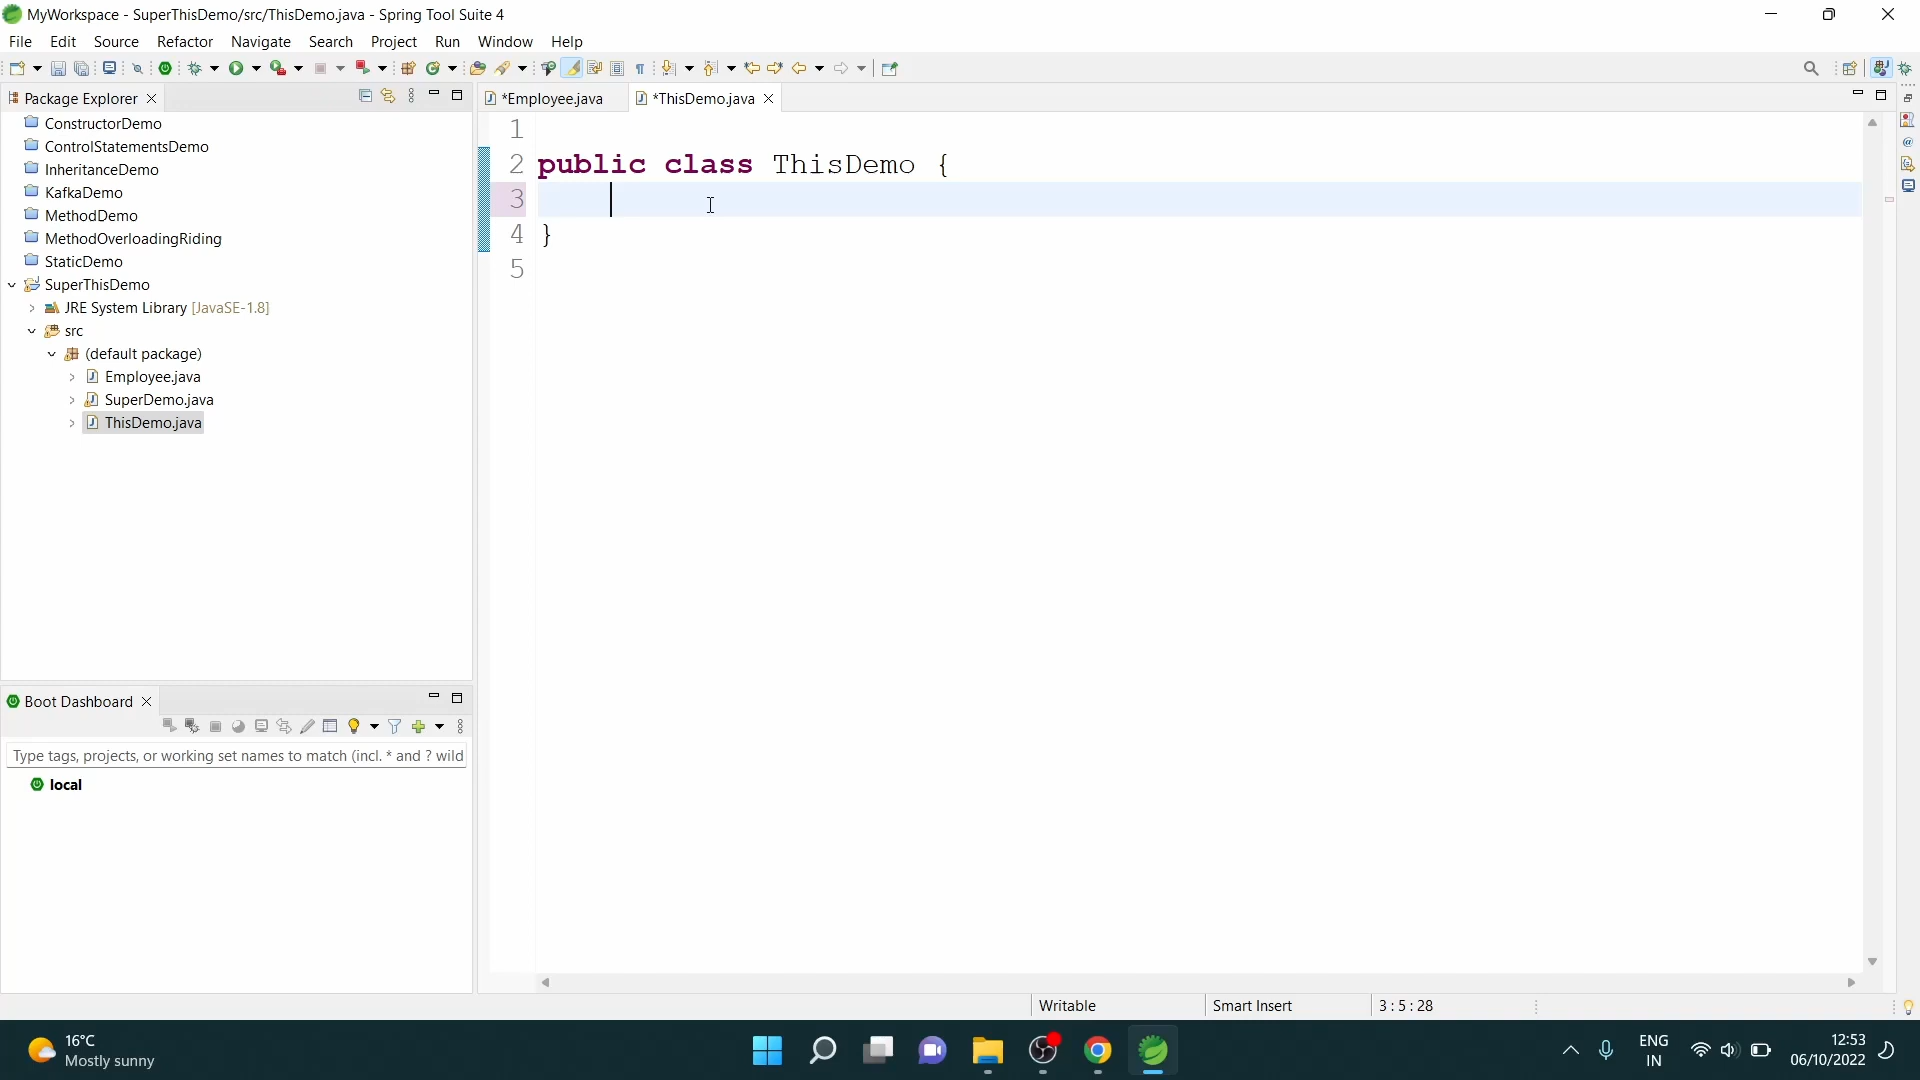 MyWorkspace - SuperThisDemo/src/ThisDemo.java - Spring Tool Suite 4
File Edit Source Refactor Navigate Search Project Run Window Help
Package Explorer
*Employee.java
*ThisDemo.java
ConstructorDemo
ControlStatementsDemo
InheritanceDemo
KafkaDemo
MethodDemo
MethodOverloadingRiding
StaticDemo
SuperThisDemo
JRE System Library [JavaSE-1.8]
src
(default package)
Employee.java
SuperDemo.java
ThisDemo.java
1
2 public class ThisDemo {
3
4 }
5
Boot Dashboard
Type tags, projects, or working set names to match (incl. * and ? wild
local
Writable
Smart Insert
3 : 5 : 28
16°C
Mostly sunny
ENG
IN
12:53
06/10/2022